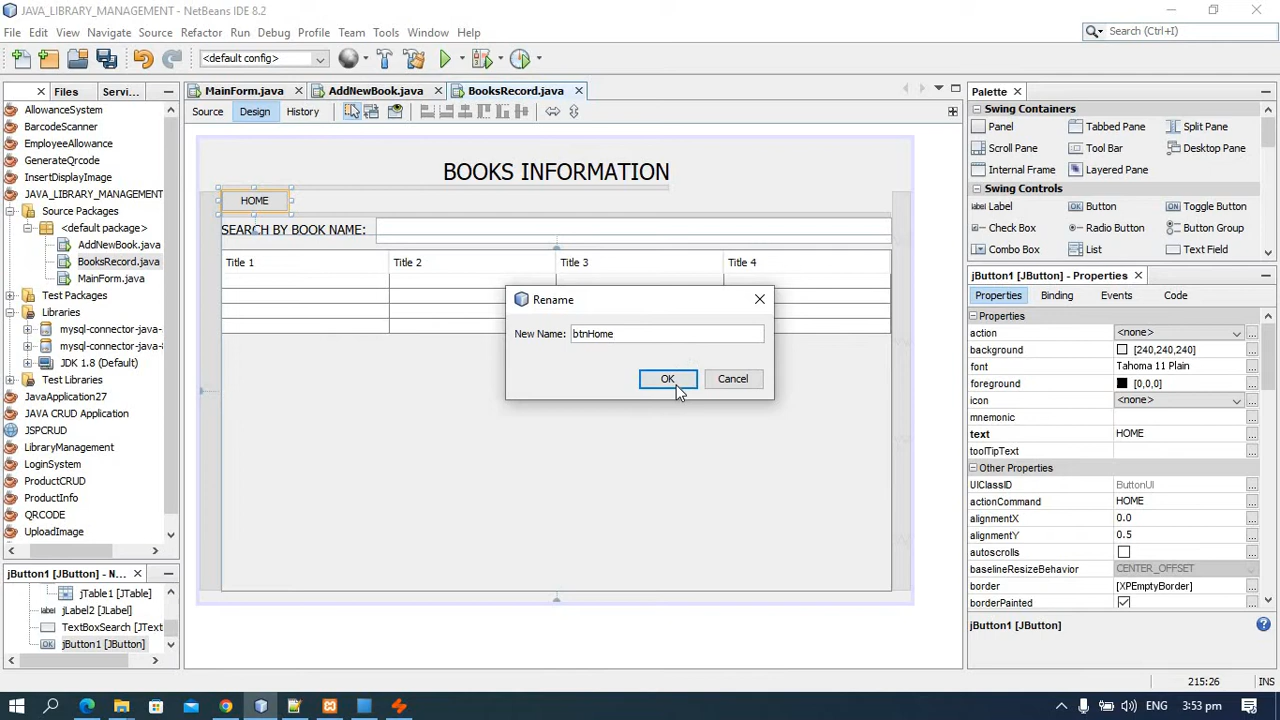 JAVA_LIBRARY_MANAGEMENT - NetBeans IDE 8.2
File Edit View Navigate Source Refactor Run Debug Profile Team Tools Window Help
Search (Ctrl+I)
<default config>
Files Servi...
MainForm.java AddNewBook.java BooksRecord.java
Palette
Source Design History
AllowanceSystem
BarcodeScanner
EmployeeAllowance
GenerateQrcode
InsertDisplayImage
JAVA_LIBRARY_MANAGEMENT
Source Packages
<default package>
AddNewBook.java
BooksRecord.java
MainForm.java
Test Packages
Libraries
mysql-connector-java-
mysql-connector-java-
JDK 1.8 (Default)
Test Libraries
JavaApplication27
JAVA CRUD Application
JSPCRUD
LibraryManagement
LoginSystem
ProductCRUD
ProductInfo
QRCODE
UploadImage
BOOKS INFORMATION
HOME
SEARCH BY BOOK NAME:
Title 1 Title 2 Title 3 Title 4
Rename
New Name: btnHome
OK Cancel
Swing Containers
Panel Tabbed Pane Split Pane
Scroll Pane Tool Bar Desktop Pane
Internal Frame Layered Pane
Swing Controls
Label Button Toggle Button
Check Box Radio Button Button Group
Combo Box List Text Field
jButton1 [JButton] - Properties
Properties Binding Events Code
Properties
action <none>
background [240,240,240]
font Tahoma 11 Plain
foreground [0,0,0]
icon <none>
mnemonic
text HOME
toolTipText
Other Properties
UIClassID ButtonUI
actionCommand HOME
alignmentX 0.0
alignmentY 0.5
autoscrolls
baselineResizeBehavior CENTER_OFFSET
border [XPEmptyBorder]
borderPainted
jButton1 [JButton]
jButton1 [JButton] - N...
jTable1 [JTable]
jLabel2 [JLabel]
TextBoxSearch [JText
jButton1 [JButton]
215:26 INS
ENG 3:53 pm